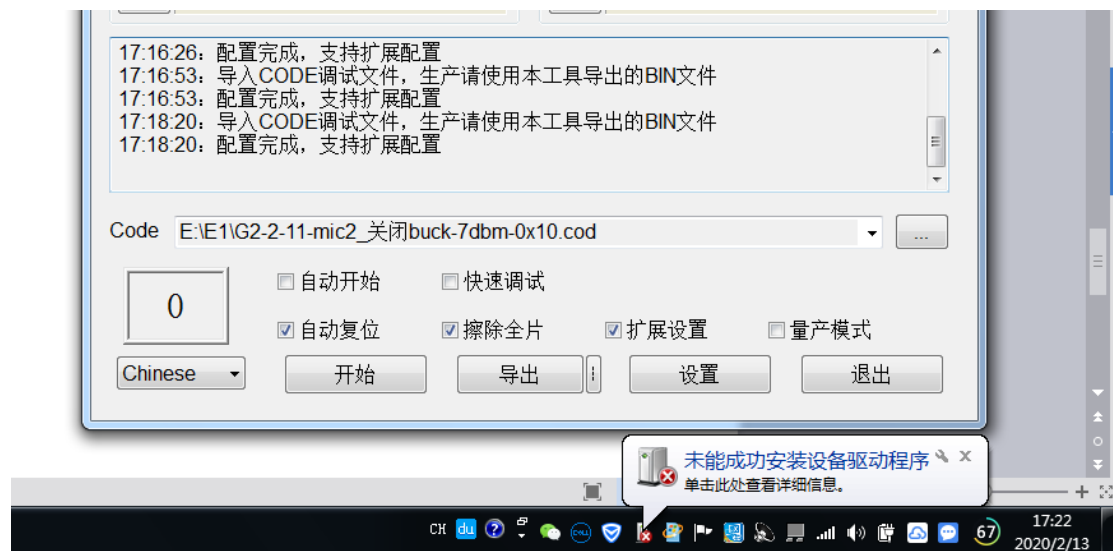 17:16:26：配置完成，支持扩展配置
17:16:53：导入CODE调试文件，生产请使用本工具导出的BIN文件
17:16:53：配置完成，支持扩展配置
17:18:20：导入CODE调试文件，生产请使用本工具导出的BIN文件
17:18:20：配置完成，支持扩展配置
Code E:\E1\G2-2-11-mic2_关闭buck-7dbm-0x10.cod ...
0
自动开始 快速调试
自动复位 擦除全片 扩展设置 量产模式
Chinese 开始 导出 设置 退出
未能成功安装设备驱动程序
单击此处查看详细信息。
CH du 67 17:22
2020/2/13